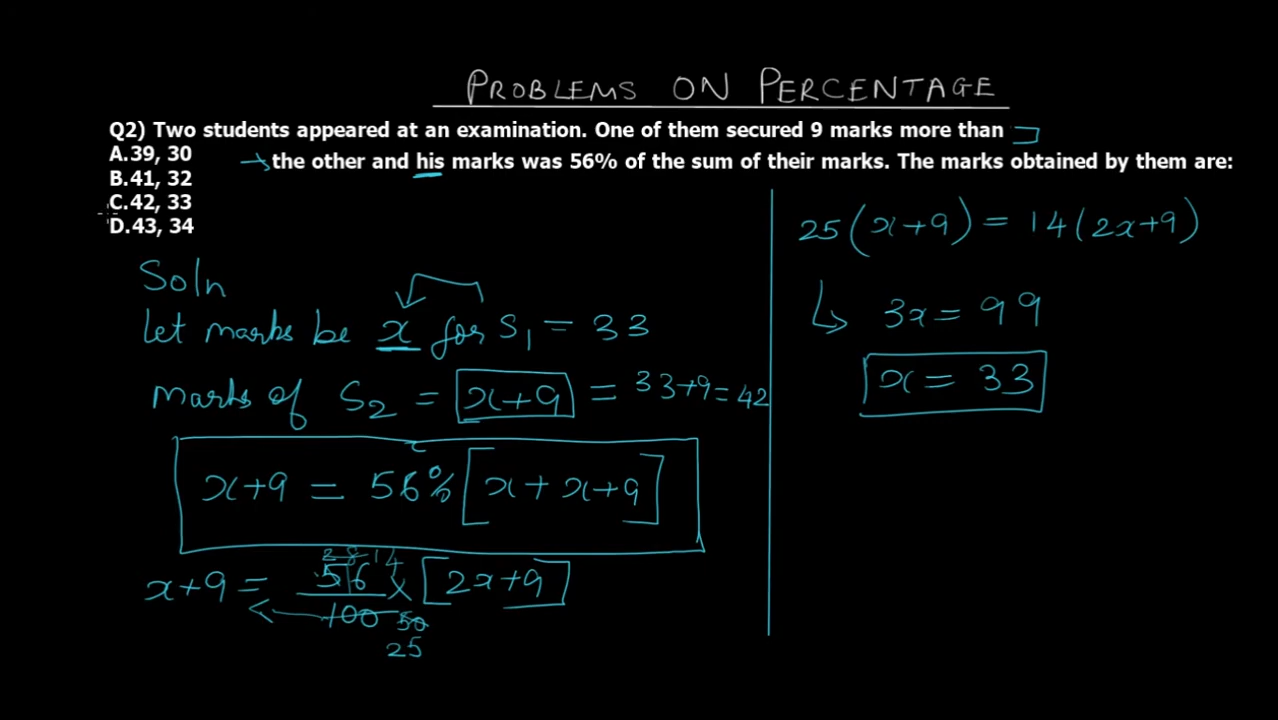 PROBLEMS ON PERCENTAGE
Q2) Two students appeared at an examination. One of them secured 9 marks more than
the other and his marks was 56% of the sum of their marks. The marks obtained by them are:
A.39, 30
B.41, 32
C.42, 33
D.43, 34
Soln
let marks be x for S₁ = 33
marks of S₂ = x+9 = 33+9=42
x+9 = 56% [x + x+9]
x+9 = 56/100 × [2x+9]
28 14
50
25
25(x+9) = 14(2x+9)
3x = 99
x = 33